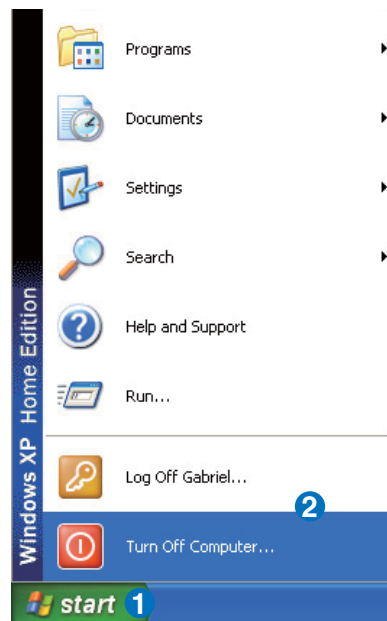 Programs
Documents
Settings
Search
Help and Support
Run...
Log Off Gabriel...
2
Turn Off Computer...
Windows XP Home Edition
start 1